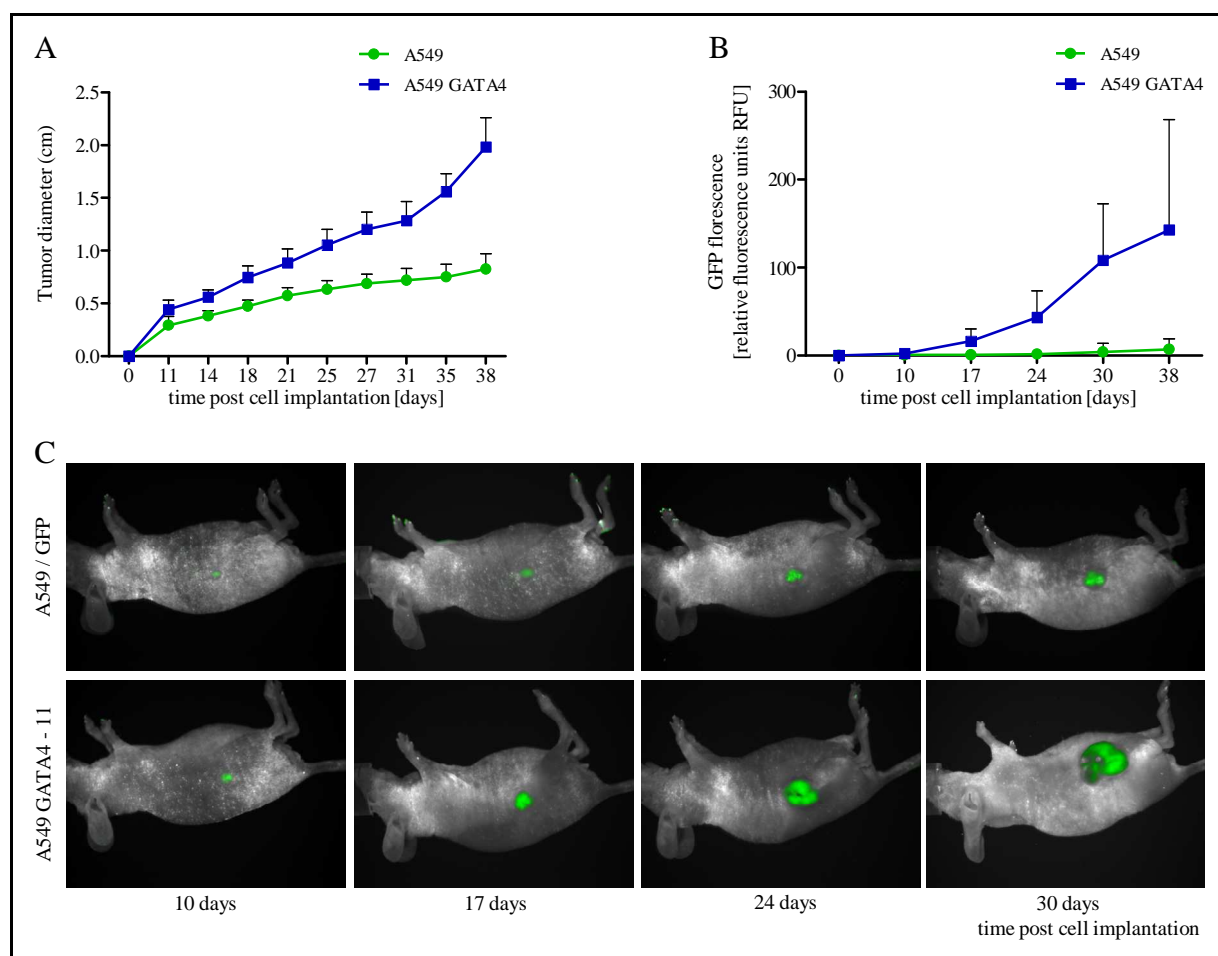 A
A549
A549 GATA4
Tumor diameter (cm)
2.5
2.0
1.5
1.0
0.5
0.0
0 11 14 18 21 25 27 31 35 38
time post cell implantation [days]
B
A549
A549 GATA4
GFP florescence
[relative fluorescence units RFU]
300
200
100
0
0 10 17 24 30 38
time post cell implantation [days]
C
A549 / GFP
A549 GATA4 - 11
10 days 17 days 24 days 30 days
time post cell implantation